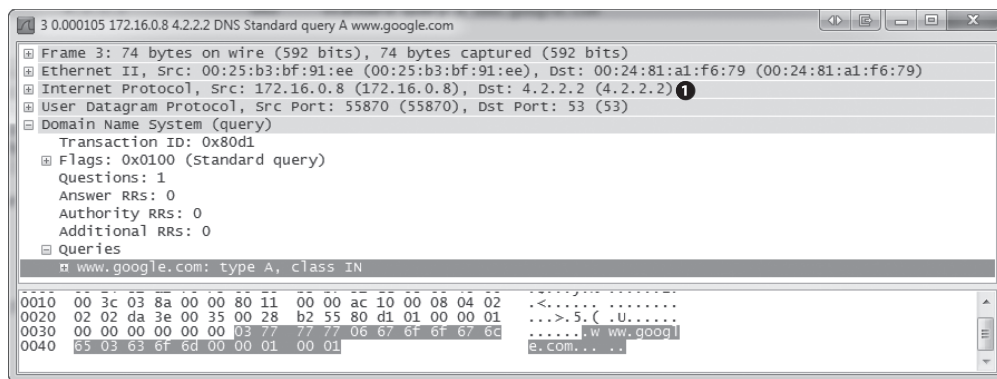 3 0.000105 172.16.0.8 4.2.2.2 DNS Standard query A www.google.com
Frame 3: 74 bytes on wire (592 bits), 74 bytes captured (592 bits)
Ethernet II, Src: 00:25:b3:bf:91:ee (00:25:b3:bf:91:ee), Dst: 00:24:81:a1:f6:79 (00:24:81:a1:f6:79)
Internet Protocol, Src: 172.16.0.8 (172.16.0.8), Dst: 4.2.2.2 (4.2.2.2) 1
User Datagram Protocol, Src Port: 55870 (55870), Dst Port: 53 (53)
Domain Name System (query)
Transaction ID: 0x80d1
Flags: 0x0100 (Standard query)
Questions: 1
Answer RRs: 0
Authority RRs: 0
Additional RRs: 0
Queries
www.google.com: type A, class IN
0010 00 3c 03 8a 00 00 80 11 00 00 ac 10 00 08 04 02 .<...... ........
0020 02 02 da 3e 00 35 00 28 b2 55 80 d1 01 00 00 01 ...>.5.( .U......
0030 00 00 00 00 00 00 03 77 77 77 06 67 6f 6f 67 6c .......w ww.googl
0040 65 03 63 6f 6d 00 00 01 00 01 e.com... ..